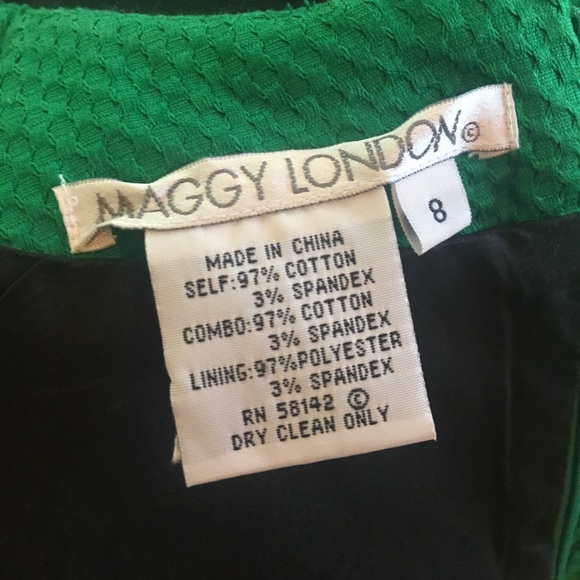 MAGGY LONDON©
8
MADE IN CHINA
SELF:97% COTTON
3% SPANDEX
COMBO:97% COTTON
3% SPANDEX
LINING:97%POLYESTER
3% SPANDEX
RN 58142 ©
DRY CLEAN ONLY